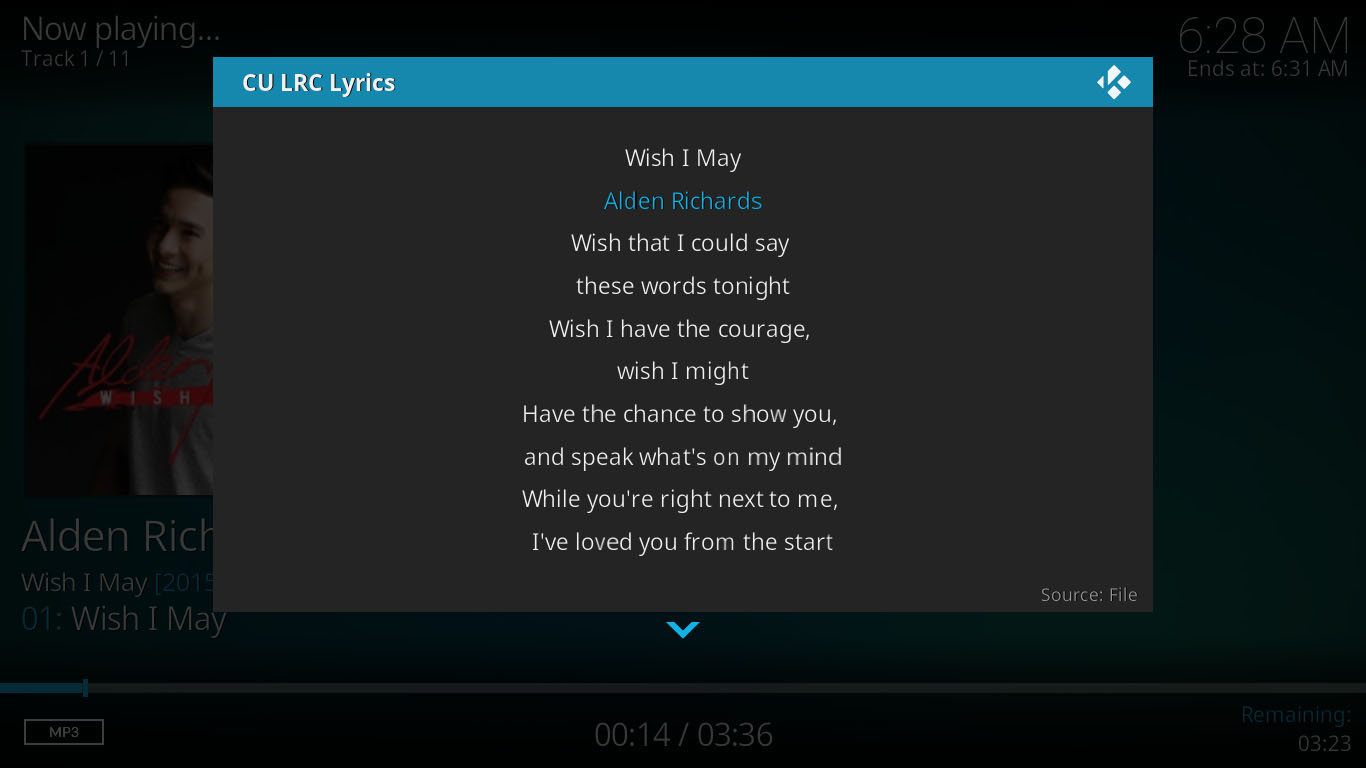 Now playing...
Track 1 / 11
6:28 AM
Ends at: 6:31 AM
CU LRC Lyrics
Wish I May
Alden Richards
Wish that I could say
these words tonight
Wish I have the courage,
wish I might
Have the chance to show you,
and speak what's on my mind
While you're right next to me,
I've loved you from the start
Source: File
Alden
WISH
Alden Rich
Wish I May [2015
01: Wish I May
MP3
00:14 / 03:36
Remaining:
03:23